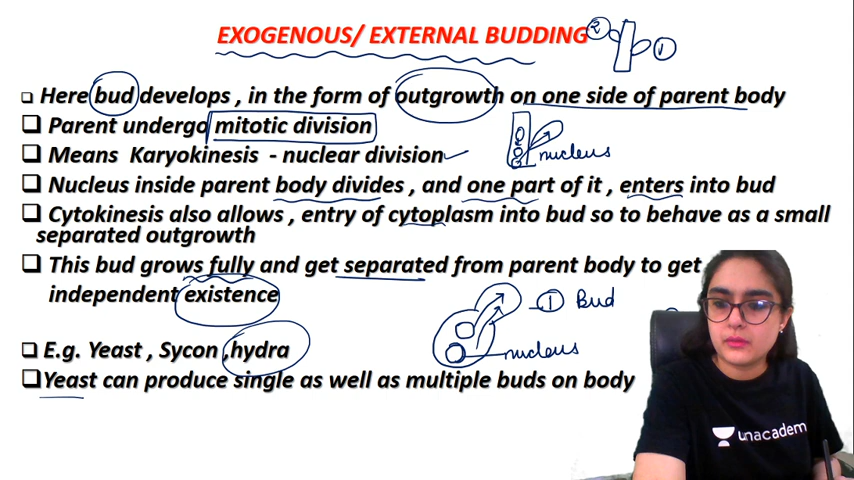 EXOGENOUS/ EXTERNAL BUDDING
2
1
Here bud develops , in the form of outgrowth on one side of parent body
Parent undergo mitotic division
Means Karyokinesis - nuclear division
nucleus
Nucleus inside parent body divides , and one part of it , enters into bud
Cytokinesis also allows , entry of cytoplasm into bud so to behave as a small
separated outgrowth
This bud grows fully and get separated from parent body to get
independent existence
1 Bud
E.g. Yeast , Sycon ,hydra
nucleus
Yeast can produce single as well as multiple buds on body
unacadem